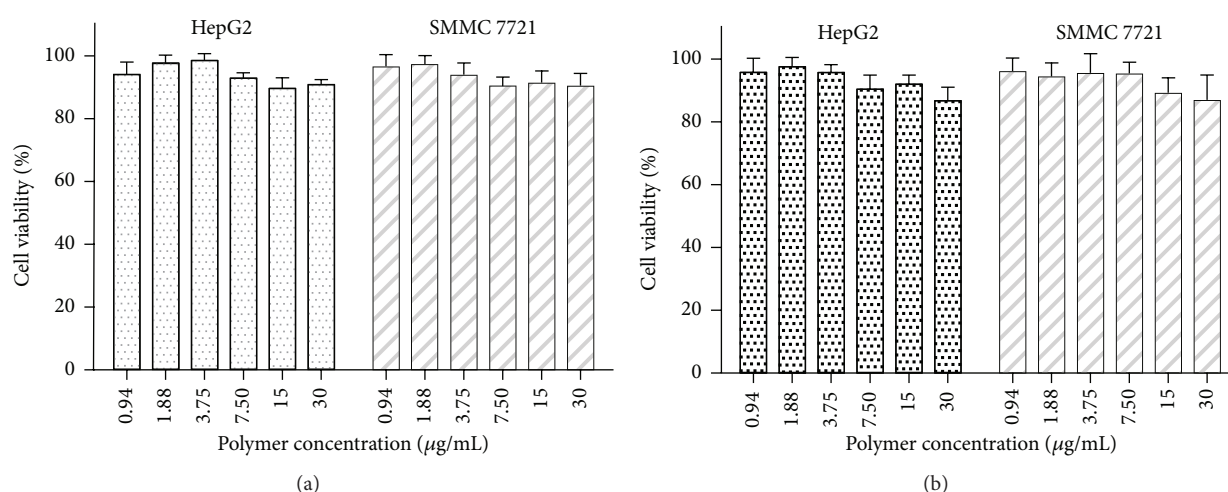 HepG2 SMMC 7721
100
80
60
40
20
0
Cell viability (%)
0.94 1.88 3.75 7.50 15 30 0.94 1.88 3.75 7.50 15 30
Polymer concentration (μg/mL)
(a)
HepG2 SMMC 7721
100
80
60
40
20
0
Cell viability (%)
0.94 1.88 3.75 7.50 15 30 0.94 1.88 3.75 7.50 15 30
Polymer concentration (μg/mL)
(b)